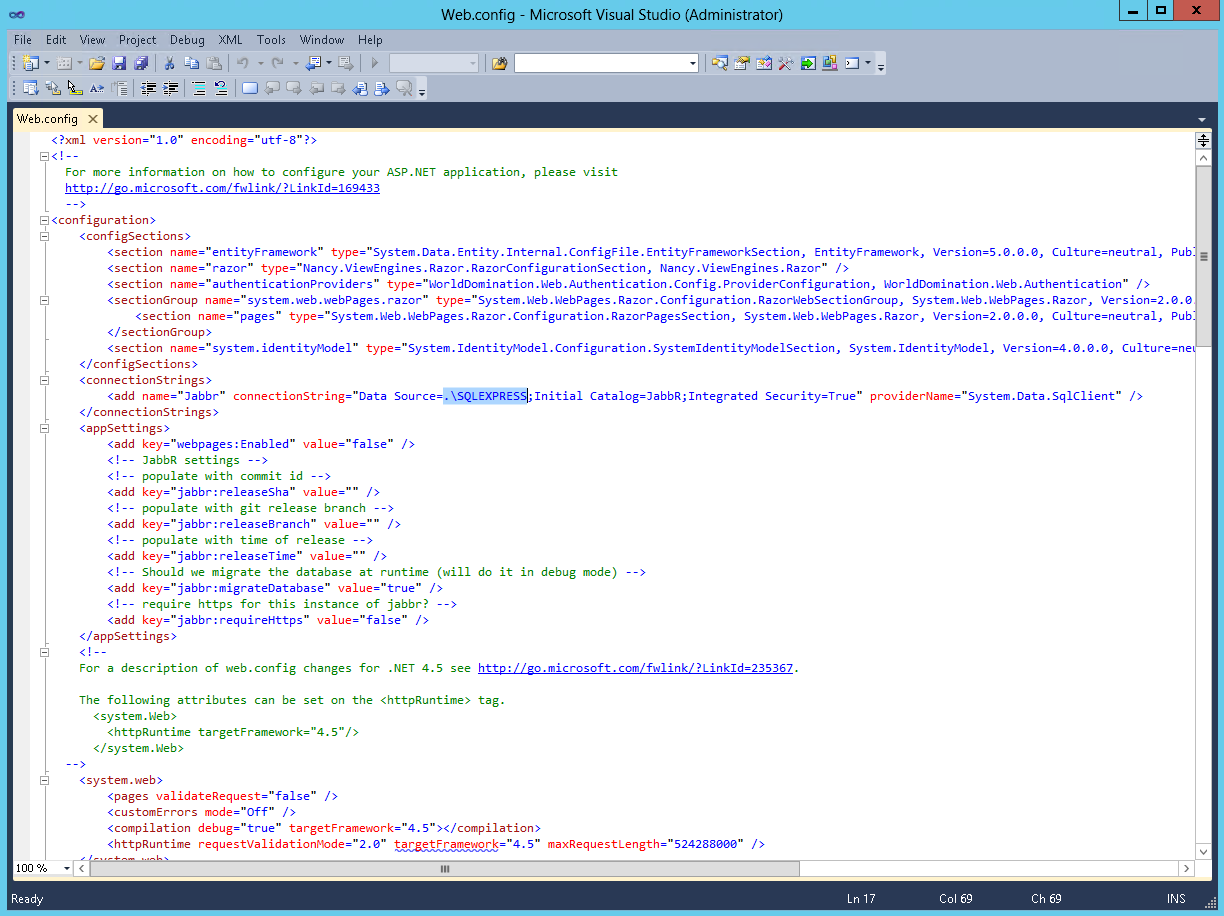 Web.config - Microsoft Visual Studio (Administrator)
File Edit View Project Debug XML Tools Window Help
Web.config
<?xml version="1.0" encoding="utf-8"?>
<!--
For more information on how to configure your ASP.NET application, please visit
http://go.microsoft.com/fwlink/?LinkId=169433
-->
<configuration>
<configSections>
<section name="entityFramework" type="System.Data.Entity.Internal.ConfigFile.EntityFrameworkSection, EntityFramework, Version=5.0.0.0, Culture=neutral, Publ
<section name="razor" type="Nancy.ViewEngines.Razor.RazorConfigurationSection, Nancy.ViewEngines.Razor" />
<section name="authenticationProviders" type="WorldDomination.Web.Authentication.Config.ProviderConfiguration, WorldDomination.Web.Authentication" />
<sectionGroup name="system.web.webPages.razor" type="System.Web.WebPages.Razor.Configuration.RazorWebSectionGroup, System.Web.WebPages.Razor, Version=2.0.0.
<section name="pages" type="System.Web.WebPages.Razor.Configuration.RazorPagesSection, System.Web.WebPages.Razor, Version=2.0.0.0, Culture=neutral, Publ
</sectionGroup>
<section name="system.identityModel" type="System.IdentityModel.Configuration.SystemIdentityModelSection, System.IdentityModel, Version=4.0.0.0, Culture=neu
</configSections>
<connectionStrings>
<add name="Jabbr" connectionString="Data Source=.\SQLEXPRESS;Initial Catalog=JabbR;Integrated Security=True" providerName="System.Data.SqlClient" />
</connectionStrings>
<appSettings>
<add key="webpages:Enabled" value="false" />
<!-- JabbR settings -->
<!-- populate with commit id -->
<add key="jabbr:releaseSha" value="" />
<!-- populate with git release branch -->
<add key="jabbr:releaseBranch" value="" />
<!-- populate with time of release -->
<add key="jabbr:releaseTime" value="" />
<!-- Should we migrate the database at runtime (will do it in debug mode) -->
<add key="jabbr:migrateDatabase" value="true" />
<!-- require https for this instance of jabbr? -->
<add key="jabbr:requireHttps" value="false" />
</appSettings>
<!--
For a description of web.config changes for .NET 4.5 see http://go.microsoft.com/fwlink/?LinkId=235367.
The following attributes can be set on the <httpRuntime> tag.
<system.Web>
<httpRuntime targetFramework="4.5"/>
</system.Web>
-->
<system.web>
<pages validateRequest="false" />
<customErrors mode="Off" />
<compilation debug="true" targetFramework="4.5"></compilation>
<httpRuntime requestValidationMode="2.0" targetFramework="4.5" maxRequestLength="524288000" />
</system.web>
100 %
Ready Ln 17 Col 69 Ch 69 INS